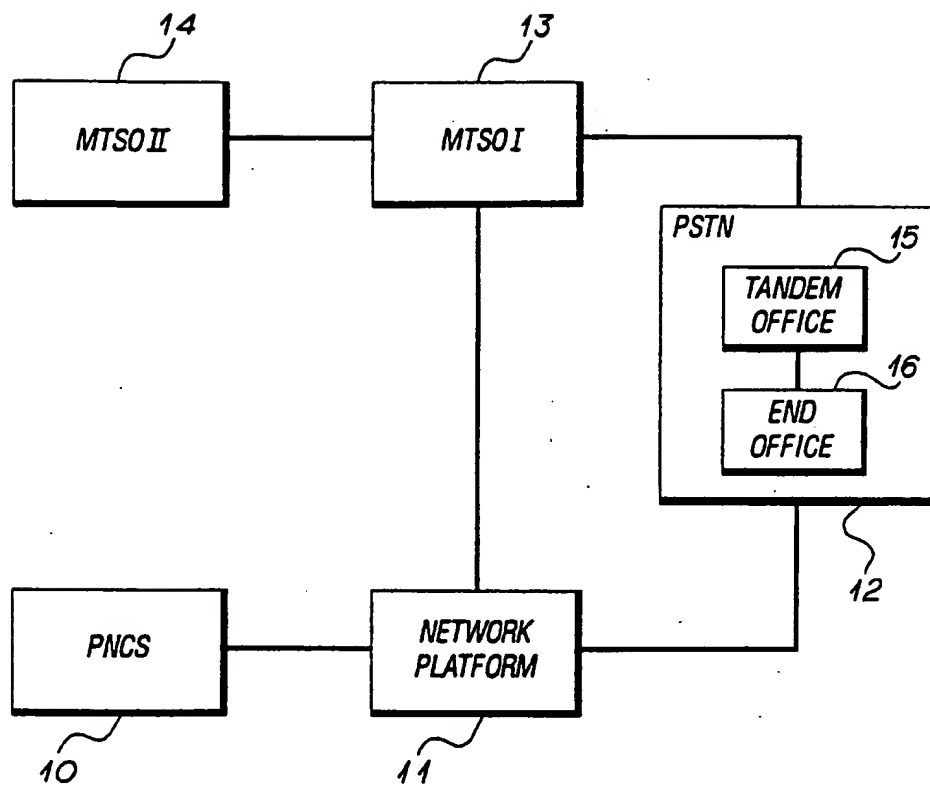 14
13
MTSO II
MTSO I
PSTN
15
TANDEM
OFFICE
16
END
OFFICE
12
PNCS
NETWORK
PLATFORM
10
11